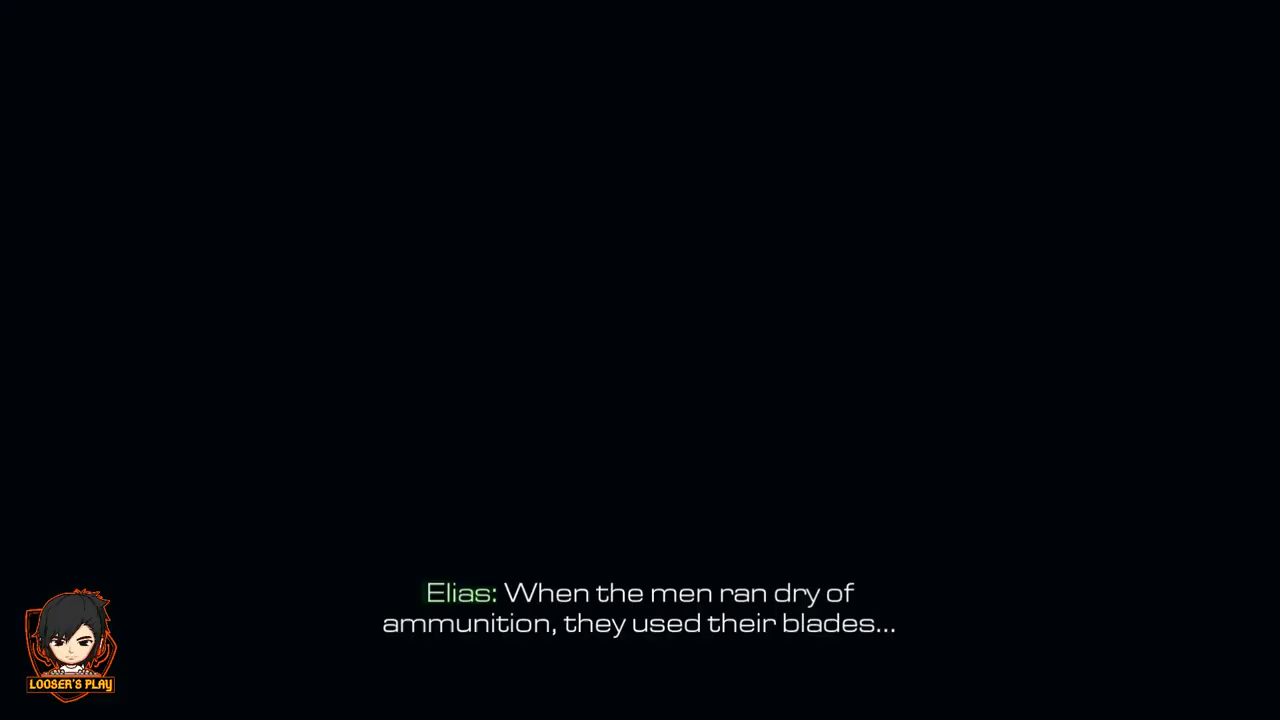 Elias: When the men ran dry of
ammunition, they used their blades...
LOOSER'S PLAY